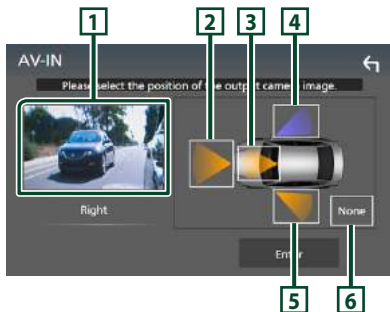 1 2 3 4
AV-IN
Please select the position of the output camera image.
Right
None
Enter
5 6